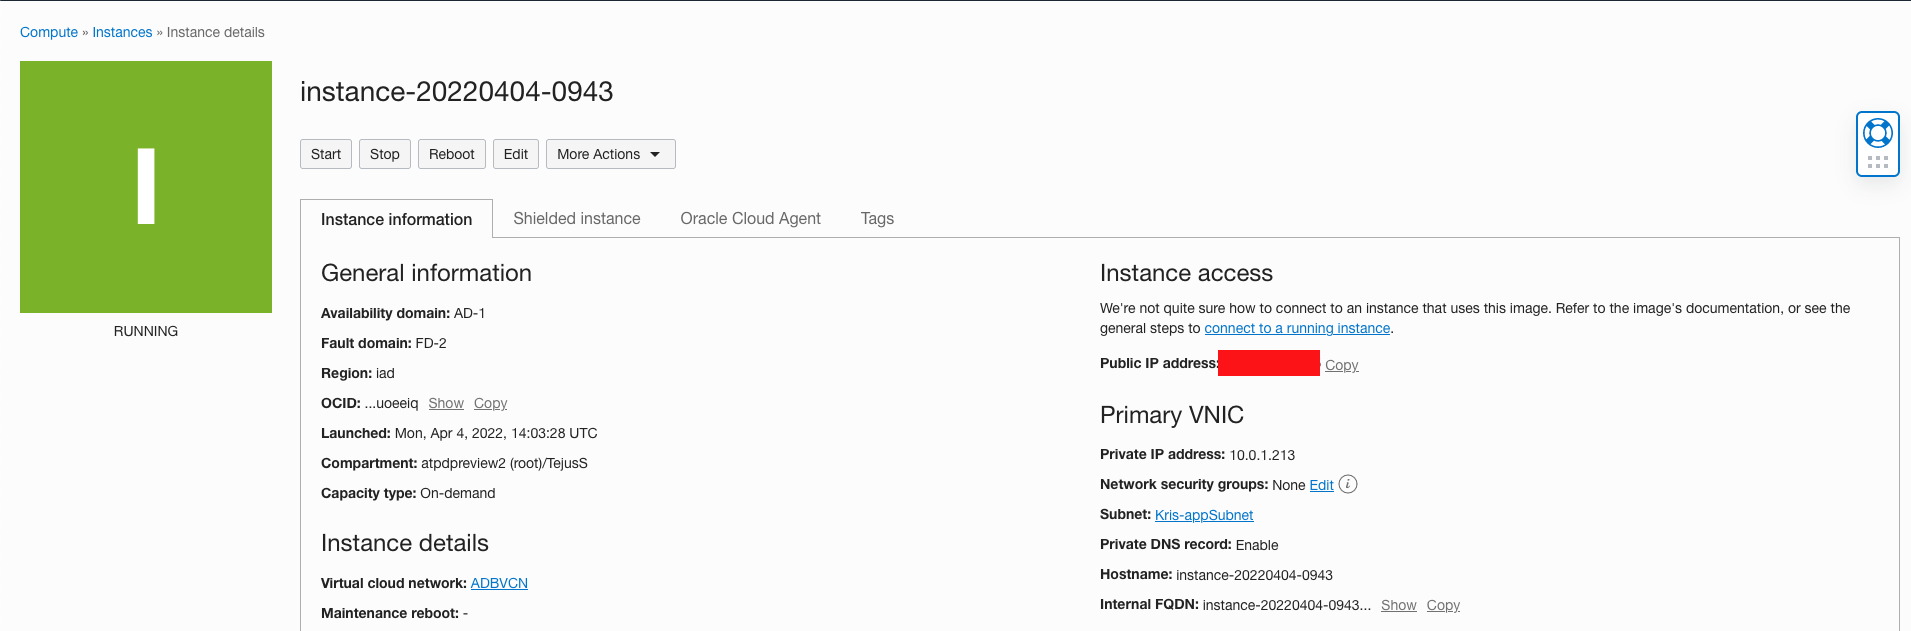 Compute » Instances » Instance details
I
RUNNING
instance-20220404-0943
Start Stop Reboot Edit More Actions
Instance information Shielded instance Oracle Cloud Agent Tags
General information
Availability domain: AD-1
Fault domain: FD-2
Region: iad
OCID: ...uoeeiq Show Copy
Launched: Mon, Apr 4, 2022, 14:03:28 UTC
Compartment: atpdpreview2 (root)/TejusS
Capacity type: On-demand
Instance details
Virtual cloud network: ADBVCN
Maintenance reboot: -
Instance access
We're not quite sure how to connect to an instance that uses this image. Refer to the image's documentation, or see the
general steps to connect to a running instance.
Public IP address: Copy
Primary VNIC
Private IP address: 10.0.1.213
Network security groups: None Edit i
Subnet: Kris-appSubnet
Private DNS record: Enable
Hostname: instance-20220404-0943
Internal FQDN: instance-20220404-0943... Show Copy